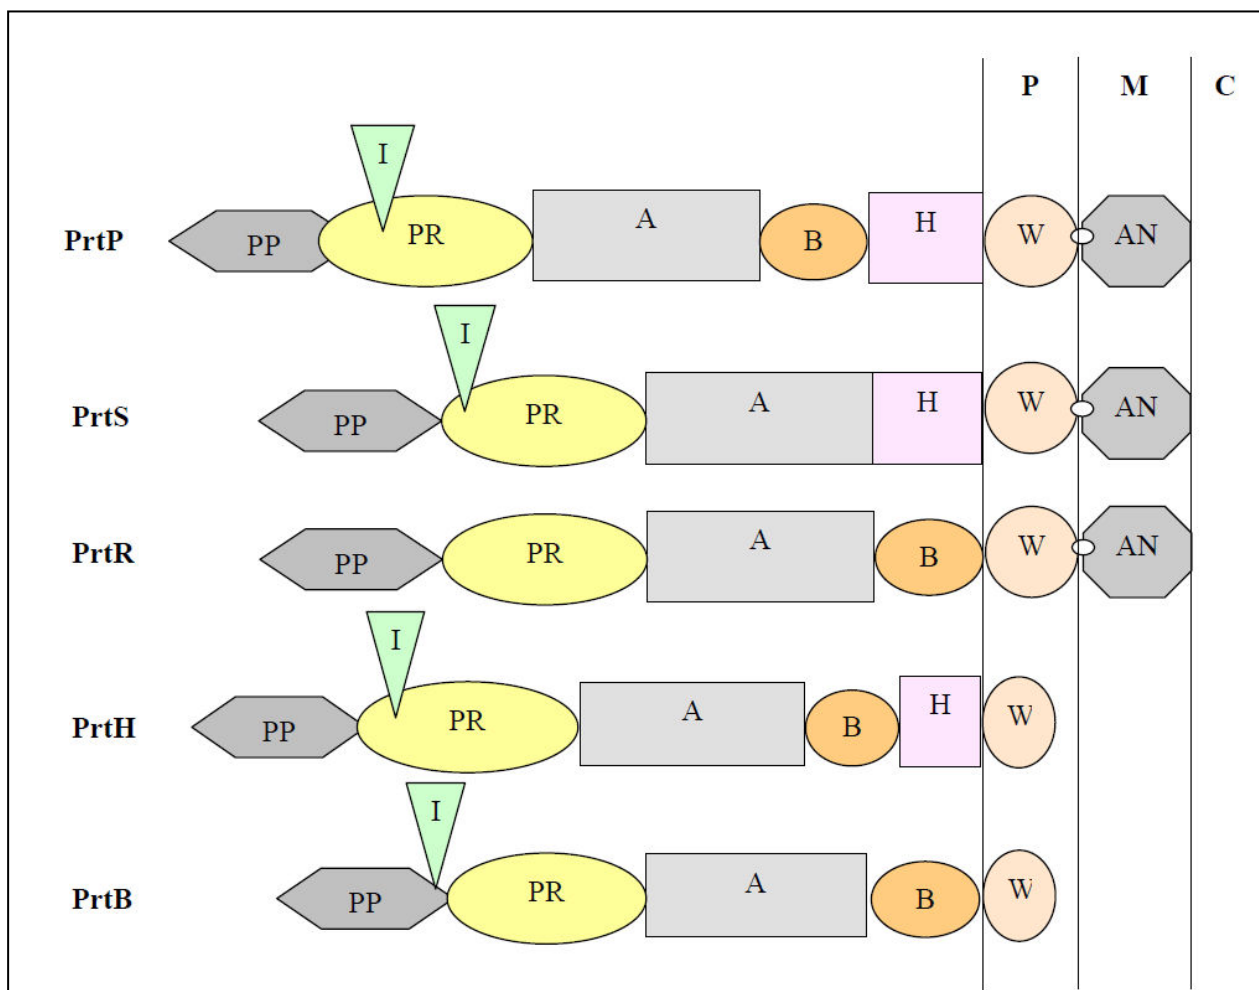 P M C
I
PrtP PP PR A B H W AN
I
PrtS PP PR A H W AN
PrtR PP PR A B W AN
I
PrtH PP PR A B H W
I
PrtB PP PR A B W